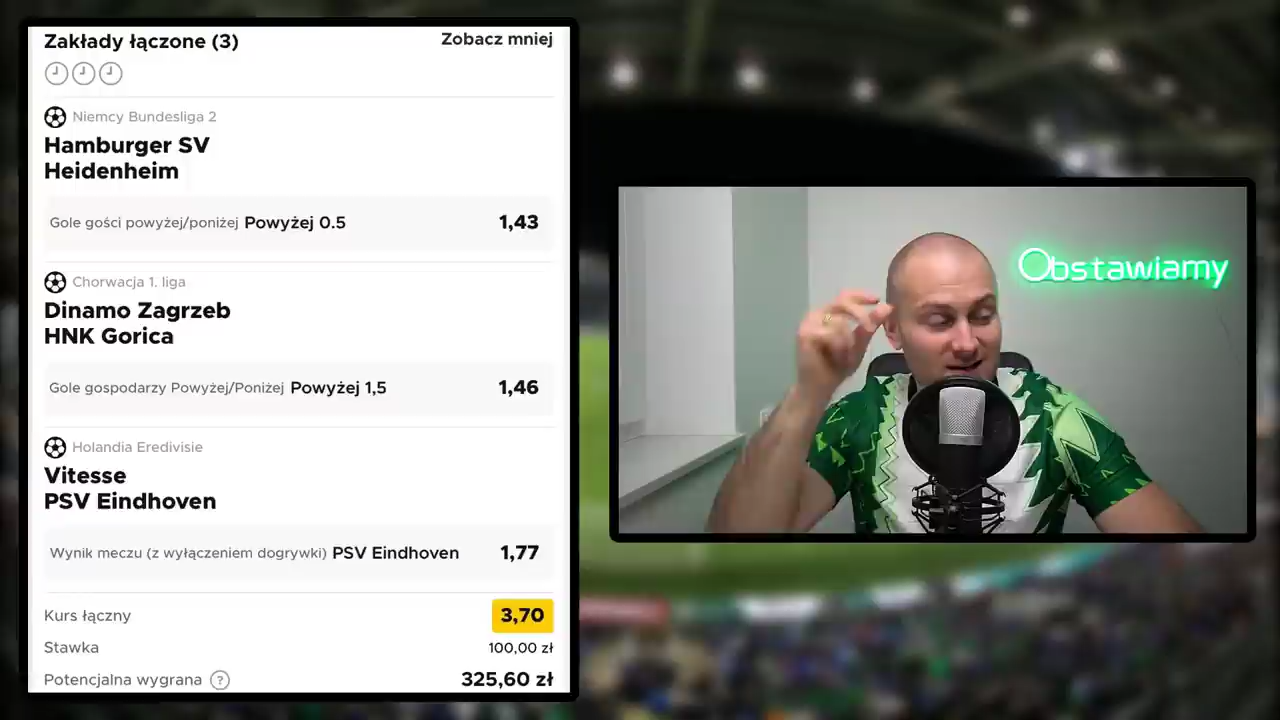 Zakłady łączone (3)
Zobacz mniej
Niemcy Bundesliga 2
Hamburger SV
Heidenheim
Gole gości powyżej/poniżej Powyżej 0.5 1,43
Chorwacja 1. liga
Dinamo Zagrzeb
HNK Gorica
Gole gospodarzy Powyżej/Poniżej Powyżej 1,5 1,46
Holandia Eredivisie
Vitesse
PSV Eindhoven
Wynik meczu (z wyłączeniem dogrywki) PSV Eindhoven 1,77
Kurs łączny 3,70
Stawka 100,00 zł
Potencjalna wygrana ? 325,60 zł
Obstawiamy